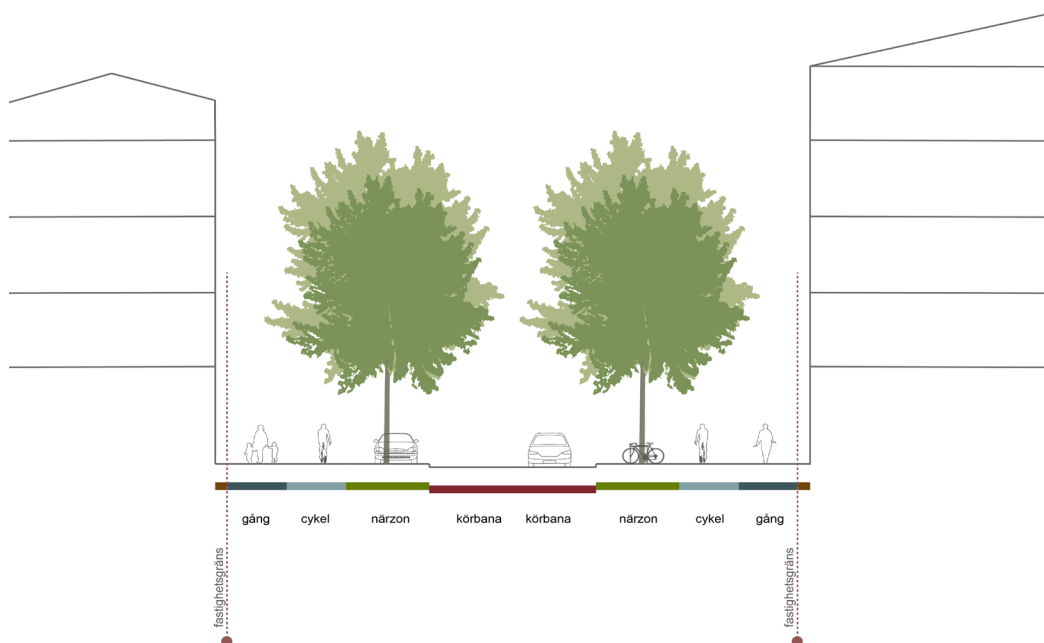 gång
cykel
närzon
körbana
körbana
närzon
cykel
gång
fastighetsgräns
fastighetsgräns